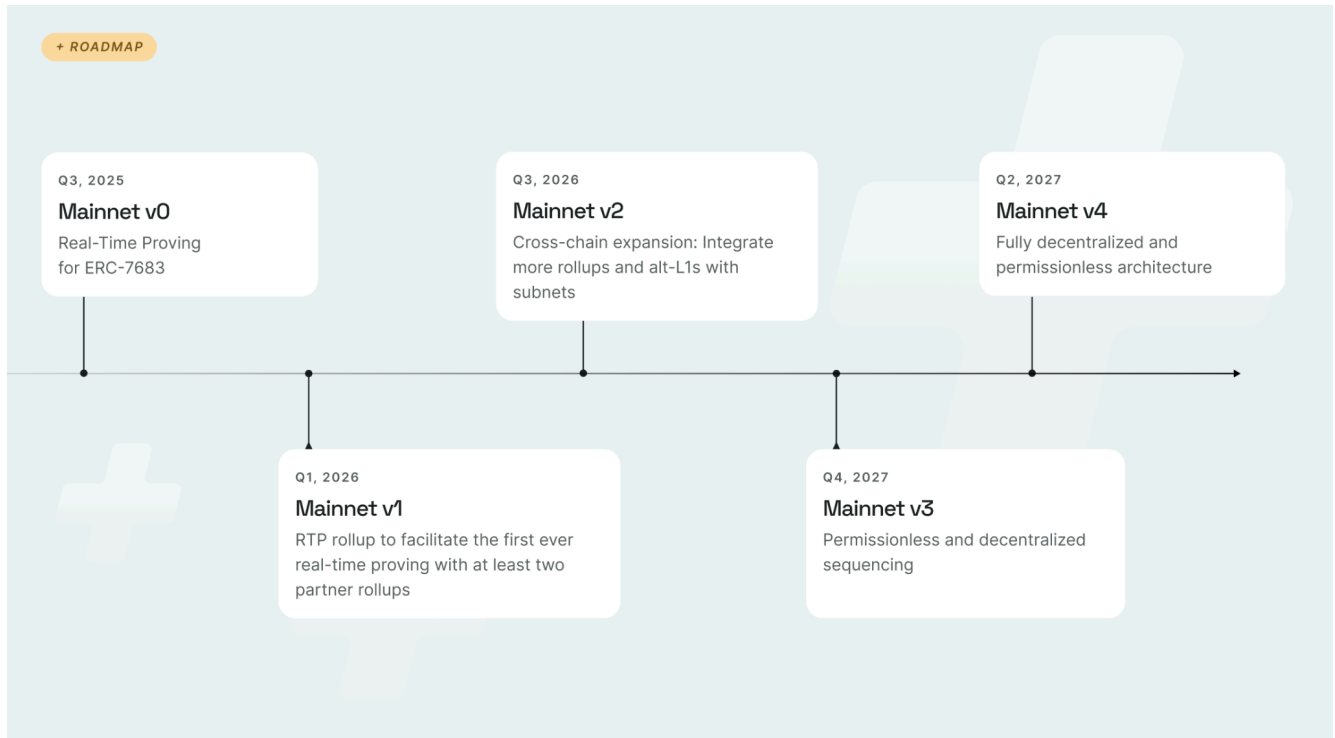 + ROADMAP
Q3, 2025
Mainnet v0
Real-Time Proving
for ERC-7683
Q1, 2026
Mainnet v1
RTP rollup to facilitate the first ever
real-time proving with at least two
partner rollups
Q3, 2026
Mainnet v2
Cross-chain expansion: Integrate
more rollups and alt-L1s with
subnets
Q4, 2027
Mainnet v3
Permissionless and decentralized
sequencing
Q2, 2027
Mainnet v4
Fully decentralized and
permissionless architecture